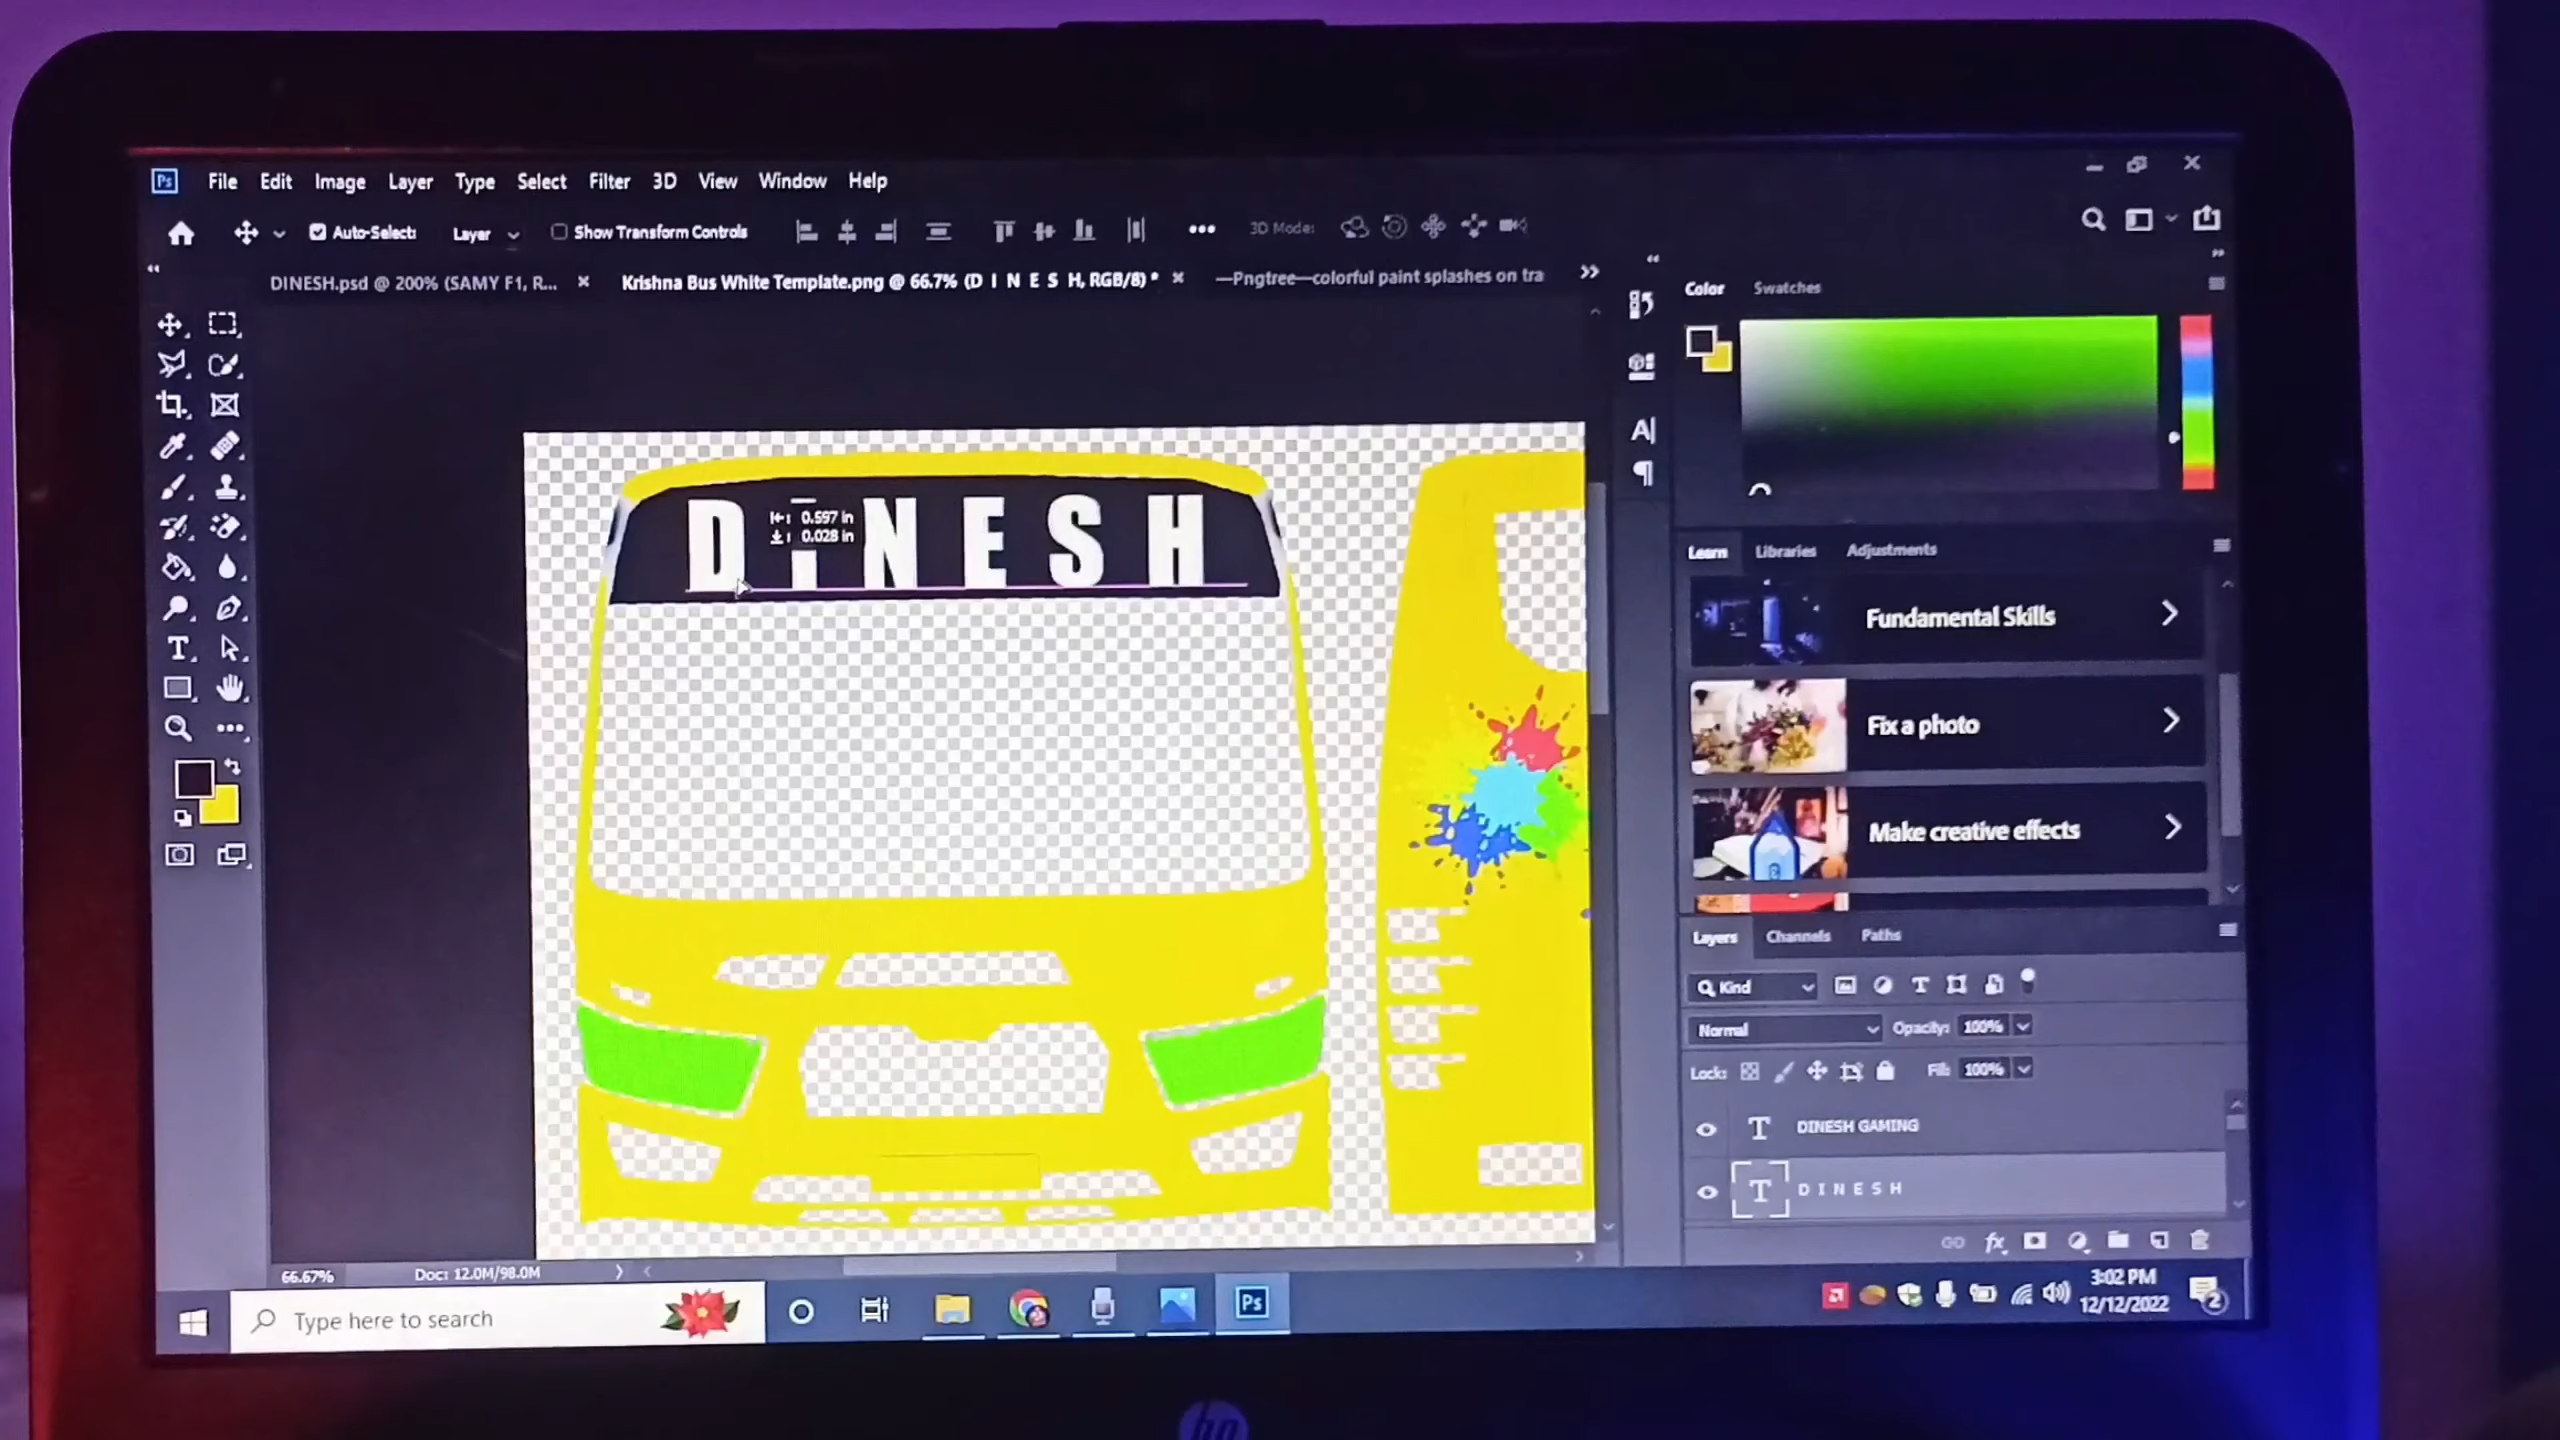 Ps File Edit Image Layer Type Select Filter 3D View Window Help
Auto-Select: Layer Show Transform Controls 3D Mode:
DINESH.psd @ 200% (SAMY F1, R... × Krishna Bus White Template.png @ 66.7% (D I N E S H, RGB/8) * × —Pngtree—colorful paint splashes on tra
Color Swatches
D I N E S H
0.597 in
0.028 in
Learn Libraries Adjustments
Fundamental Skills
Fix a photo
Make creative effects
Layers Channels Paths
Kind
Normal Opacity: 100%
Lock: Fill: 100%
T DINESH GAMING
T D I N E S H
66.67% Doc: 12.0M/98.0M
Type here to search
Ps
3:02 PM
12/12/2022
2
hp